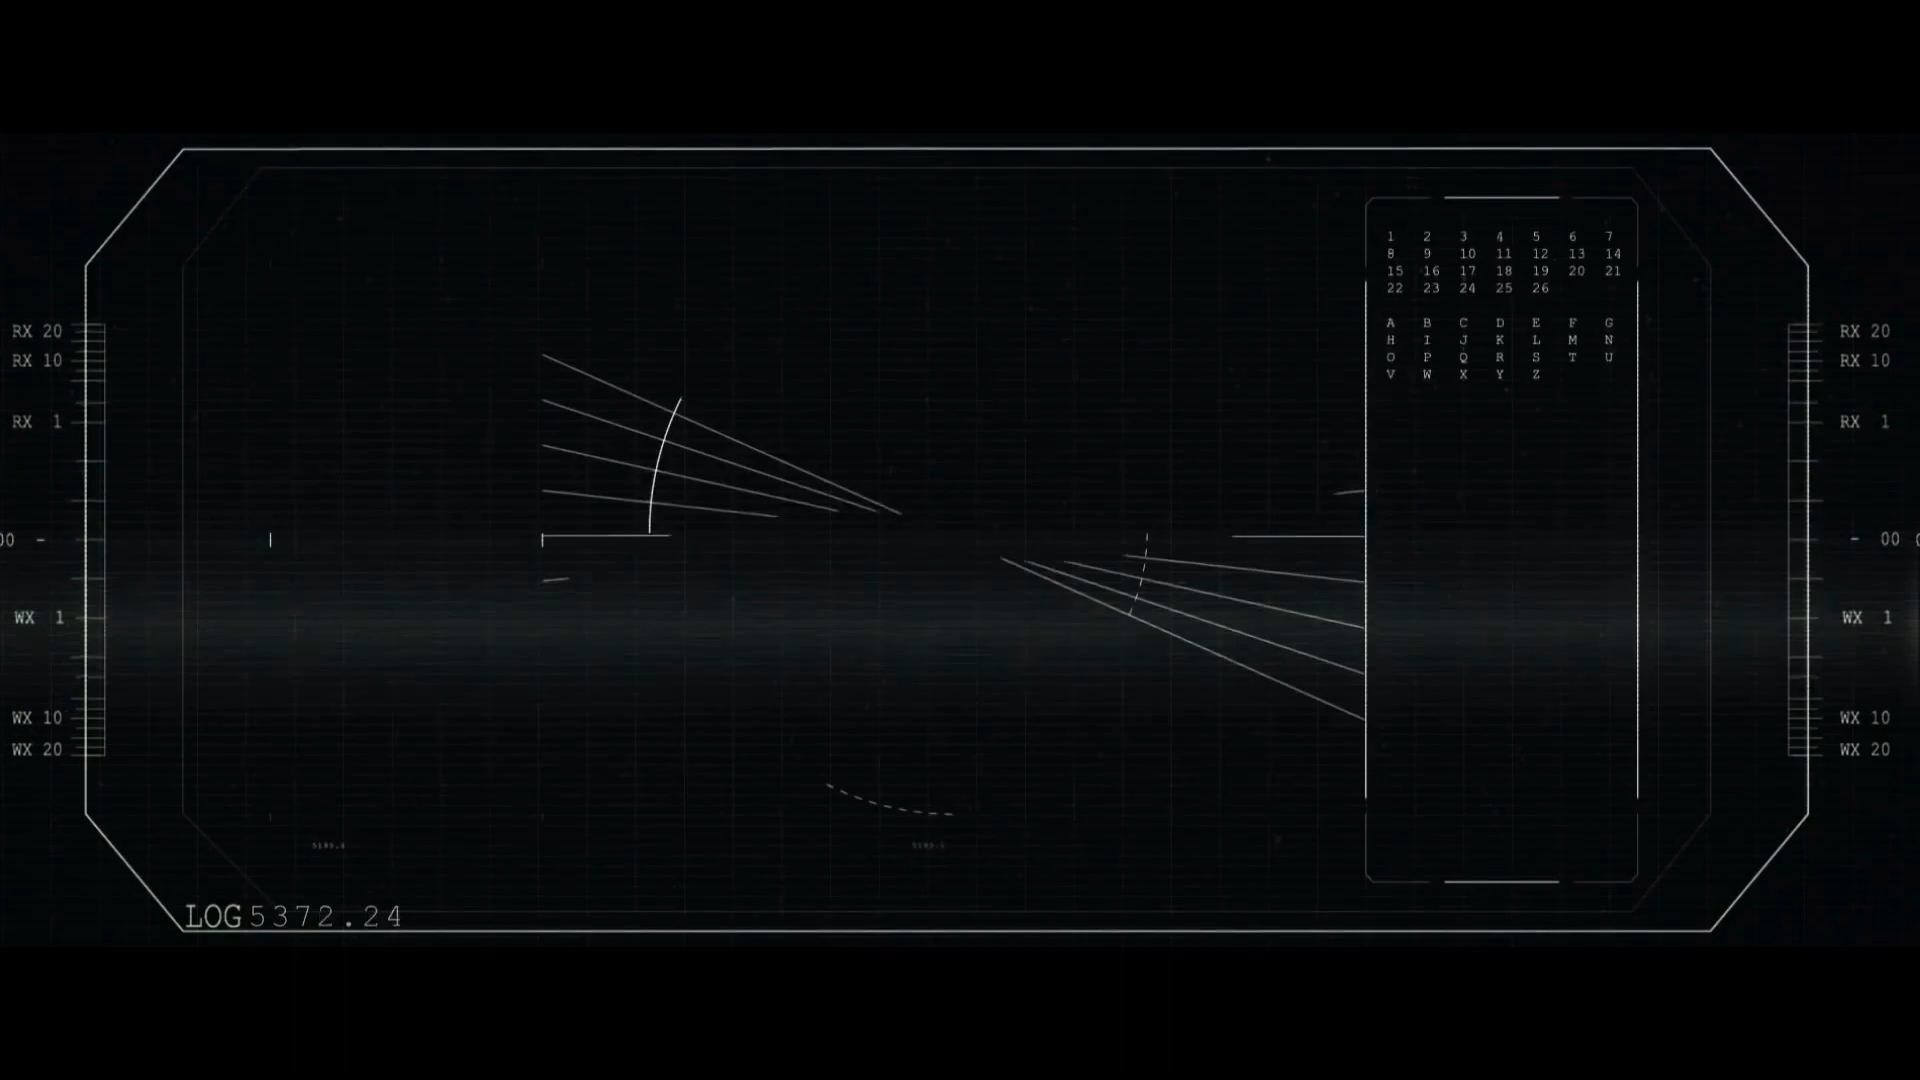 1 2 3 4 5 6 7
8 9 10 11 12 13 14
15 16 17 18 19 20 21
22 23 24 25 26
A B C D E F G
H I J K L M N
O P Q R S T U
V W X Y Z
RX 20
RX 10
RX 1
00 -
WX 1
WX 10
WX 20
RX 20
RX 10
RX 1
- 00
WX 1
WX 10
WX 20
LOG5372.24